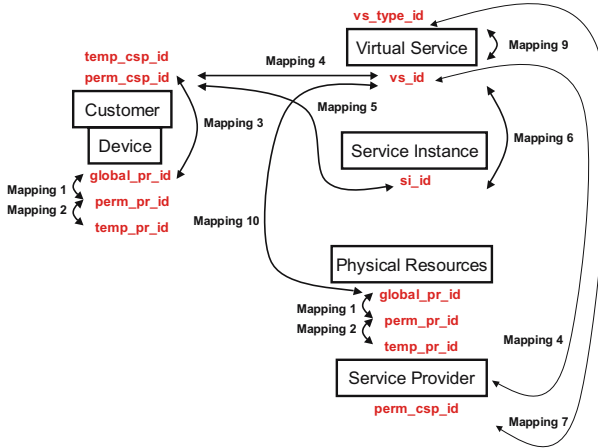 vs_type_id
Virtual Service
Mapping 9
temp_csp_id
perm_csp_id
Mapping 4
vs_id
Customer
Mapping 5
Mapping 3
Device
Service Instance
Mapping 6
Mapping 1
global_pr_id
si_id
perm_pr_id
Mapping 2
temp_pr_id
Mapping 10
Physical Resources
global_pr_id
Mapping 1
perm_pr_id
Mapping 2
temp_pr_id
Mapping 4
Service Provider
perm_csp_id
Mapping 7